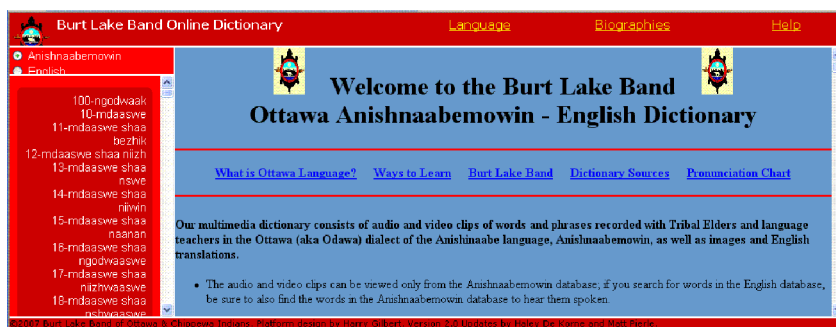 Burt Lake Band Online Dictionary
Language
Biographies
Help
Anishnaabemowin
English
100-ngodwaak
10-mdaaswe
11-mdaaswe shaa
bezhik
12-mdaaswe shaa niizh
13-mdaaswe shaa
nswe
14-mdaaswe shaa
niiwin
15-mdaaswe shaa
naanan
16-mdaaswe shaa
ngodwaaswe
17-mdaaswe shaa
niizhvaaswe
18-mdaaswe shaa
nshwaaswe
Welcome to the Burt Lake Band
Ottawa Anishnaabemowin - English Dictionary
What is Ottawa Language? Ways to Learn Burt Lake Band Dictionary Sources Pronunciation Chart
Our multimedia dictionary consists of audio and video clips of words and phrases recorded with Tribal Elders and language
teachers in the Ottawa (aka Odawa) dialect of the Anishinaabe language, Anishnaabemowin, as well as images and English
translations.
• The audio and video clips can be viewed only from the Anishnaabemowin database; if you search for words in the English database,
be sure to also find the words in the Anishnaabemowin database to hear them spoken.
©2007 Burt Lake Band of Ottawa & Chippewa Indians. Platform design by Harry Gilbert. Version 2.0 Updates by Haley De Korne and Matt Pierle